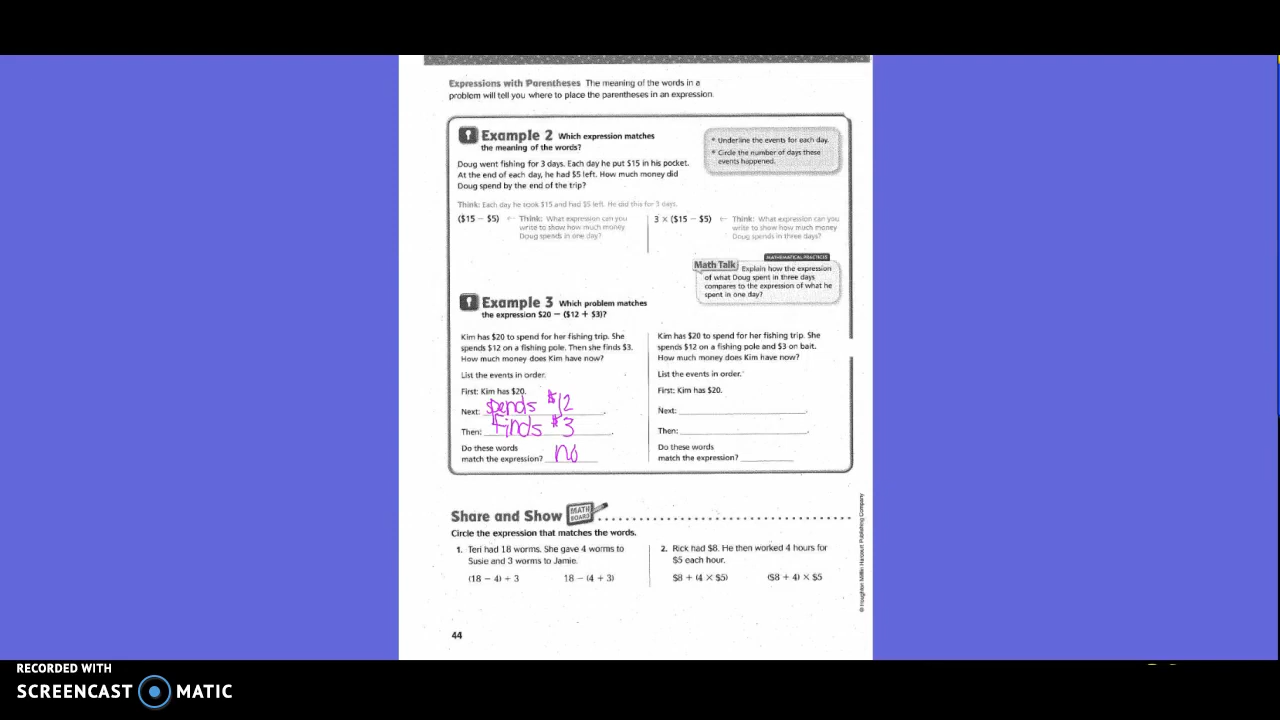 Expressions with Parentheses The meaning of the words in a
problem will tell you where to place the parentheses in an expression.
Example 2 Which expression matches
the meaning of the words?
Doug went fishing for 3 days. Each day he put $15 in his pocket.
At the end of each day, he had $5 left. How much money did
Doug spend by the end of the trip?
• Underline the events for each day.
• Circle the number of days these
events happened.
Think: Each day he took $15 and had $5 left. He did this for 3 days.
($15 − $5) ← Think: What expression can you
write to show how much money
Doug spends in one day?
3 × ($15 − $5) ← Think: What expression can you
write to show how much money
Doug spends in three days?
MATHEMATICAL PRACTICES
Math Talk Explain how the expression
of what Doug spent in three days
compares to the expression of what he
spent in one day?
Example 3 Which problem matches
the expression $20 − ($12 + $3)?
Kim has $20 to spend for her fishing trip. She
spends $12 on a fishing pole. Then she finds $3.
How much money does Kim have now?
List the events in order.
First: Kim has $20.
Next: spends $12
Then: finds $3
Do these words
match the expression? no
Kim has $20 to spend for her fishing trip. She
spends $12 on a fishing pole and $3 on bait.
How much money does Kim have now?
List the events in order.
First: Kim has $20.
Next:
Then:
Do these words
match the expression?
Share and Show MATH BOARD
Circle the expression that matches the words.
1. Teri had 18 worms. She gave 4 worms to
Susie and 3 worms to Jamie.
(18 − 4) + 3 18 − (4 + 3)
2. Rick had $8. He then worked 4 hours for
$5 each hour.
$8 + (4 × $5) ($8 + 4) × $5
© Houghton Mifflin Harcourt Publishing Company
44
RECORDED WITH
SCREENCAST MATIC